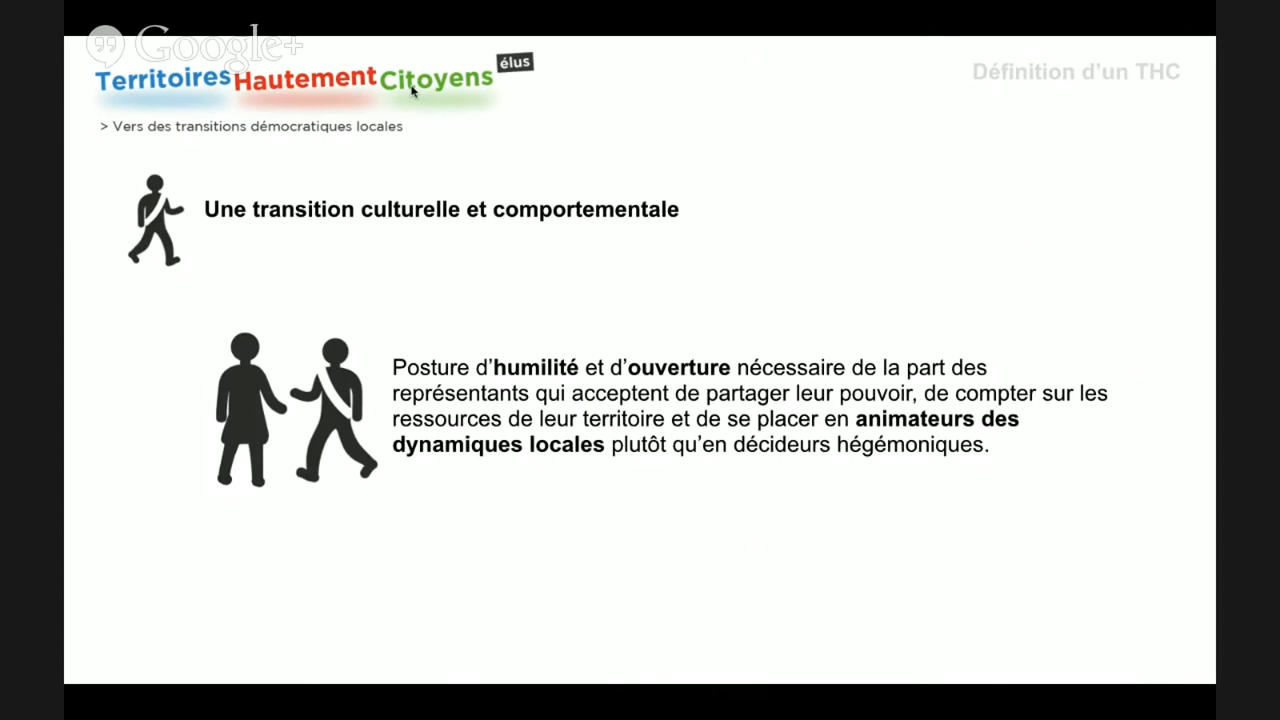 Google+
Territoires Hautement Citoyens élus
Définition d'un THC
> Vers des transitions démocratiques locales
Une transition culturelle et comportementale
Posture d'humilité et d'ouverture nécessaire de la part des
représentants qui acceptent de partager leur pouvoir, de compter sur les
ressources de leur territoire et de se placer en animateurs des
dynamiques locales plutôt qu'en décideurs hégémoniques.